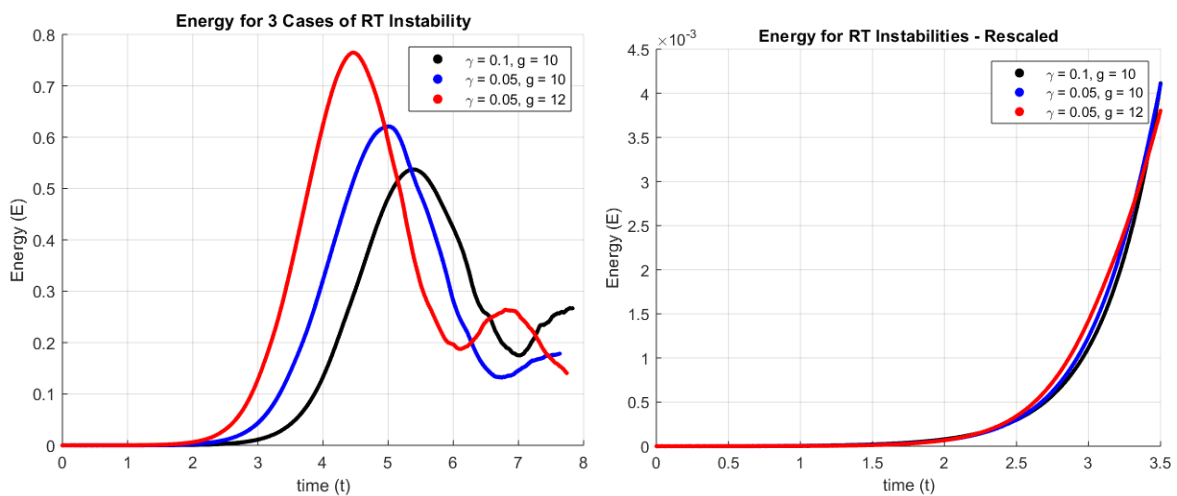 Energy for 3 Cases of RT Instability
0.8
0.7
0.6
0.5
0.4
0.3
0.2
0.1
0
Energy (E)
γ = 0.1, g = 10
γ = 0.05, g = 10
γ = 0.05, g = 12
0 1 2 3 4 5 6 7 8
time (t)
Energy for RT Instabilities - Rescaled
×10⁻³
4.5
4
3.5
3
2.5
2
1.5
1
0.5
0
Energy (E)
γ = 0.1, g = 10
γ = 0.05, g = 10
γ = 0.05, g = 12
0 0.5 1 1.5 2 2.5 3 3.5
time (t)